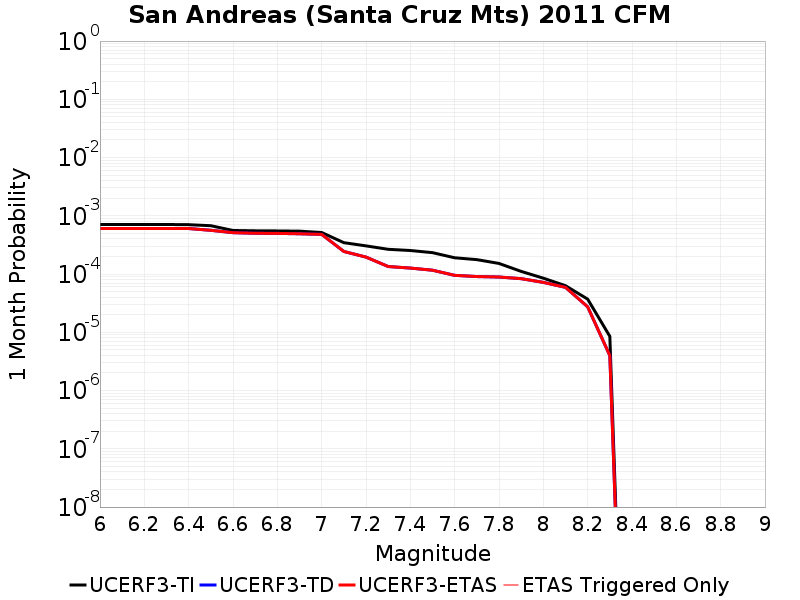 San Andreas (Santa Cruz Mts) 2011 CFM
1 Month Probability
10^0
10^-1
10^-2
10^-3
10^-4
10^-5
10^-6
10^-7
10^-8
6 6.2 6.4 6.6 6.8 7 7.2 7.4 7.6 7.8 8 8.2 8.4 8.6 8.8 9
Magnitude
UCERF3-TI UCERF3-TD UCERF3-ETAS ETAS Triggered Only